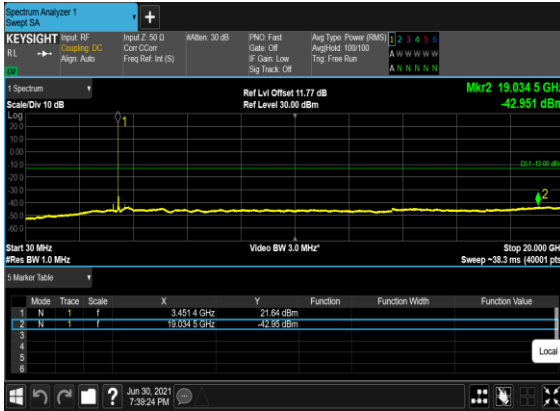 Spectrum Analyzer 1
Swept SA
+
KEYSIGHT
RL
Input: RF
Coupling: DC
Align: Auto
Input Z: 50 Ω
Corr CCorr
Freq Ref: Int (S)
#Atten: 30 dB
PNO: Fast
Gate: Off
IF Gain: Low
Sig Track: Off
Avg Type: Power (RMS)
Avg|Hold: 100/100
Trig: Free Run
1 2 3 4 5 6
A W W W W W
A N N N N N
1 Spectrum
Scale/Div 10 dB
Ref Lvl Offset 11.77 dB
Ref Level 30.00 dBm
Mkr2 19.034 5 GHz
-42.951 dBm
Log
20.0
10.0
0.00
-10.0
-20.0
-30.0
-40.0
-50.0
-60.0
1
DL1 -13.00 dBm
2
Start 30 MHz
#Res BW 1.0 MHz
Video BW 3.0 MHz*
Stop 20.000 GH
Sweep ~38.3 ms (40001 pts
5 Marker Table
Mode Trace Scale X Y Function Function Width Function Value
1 N 1 f 3.451 4 GHz 21.64 dBm
2 N 1 f 19.034 5 GHz -42.95 dBm
3
4
5
6
Local
?
Jun 30, 2021
7:39:24 PM